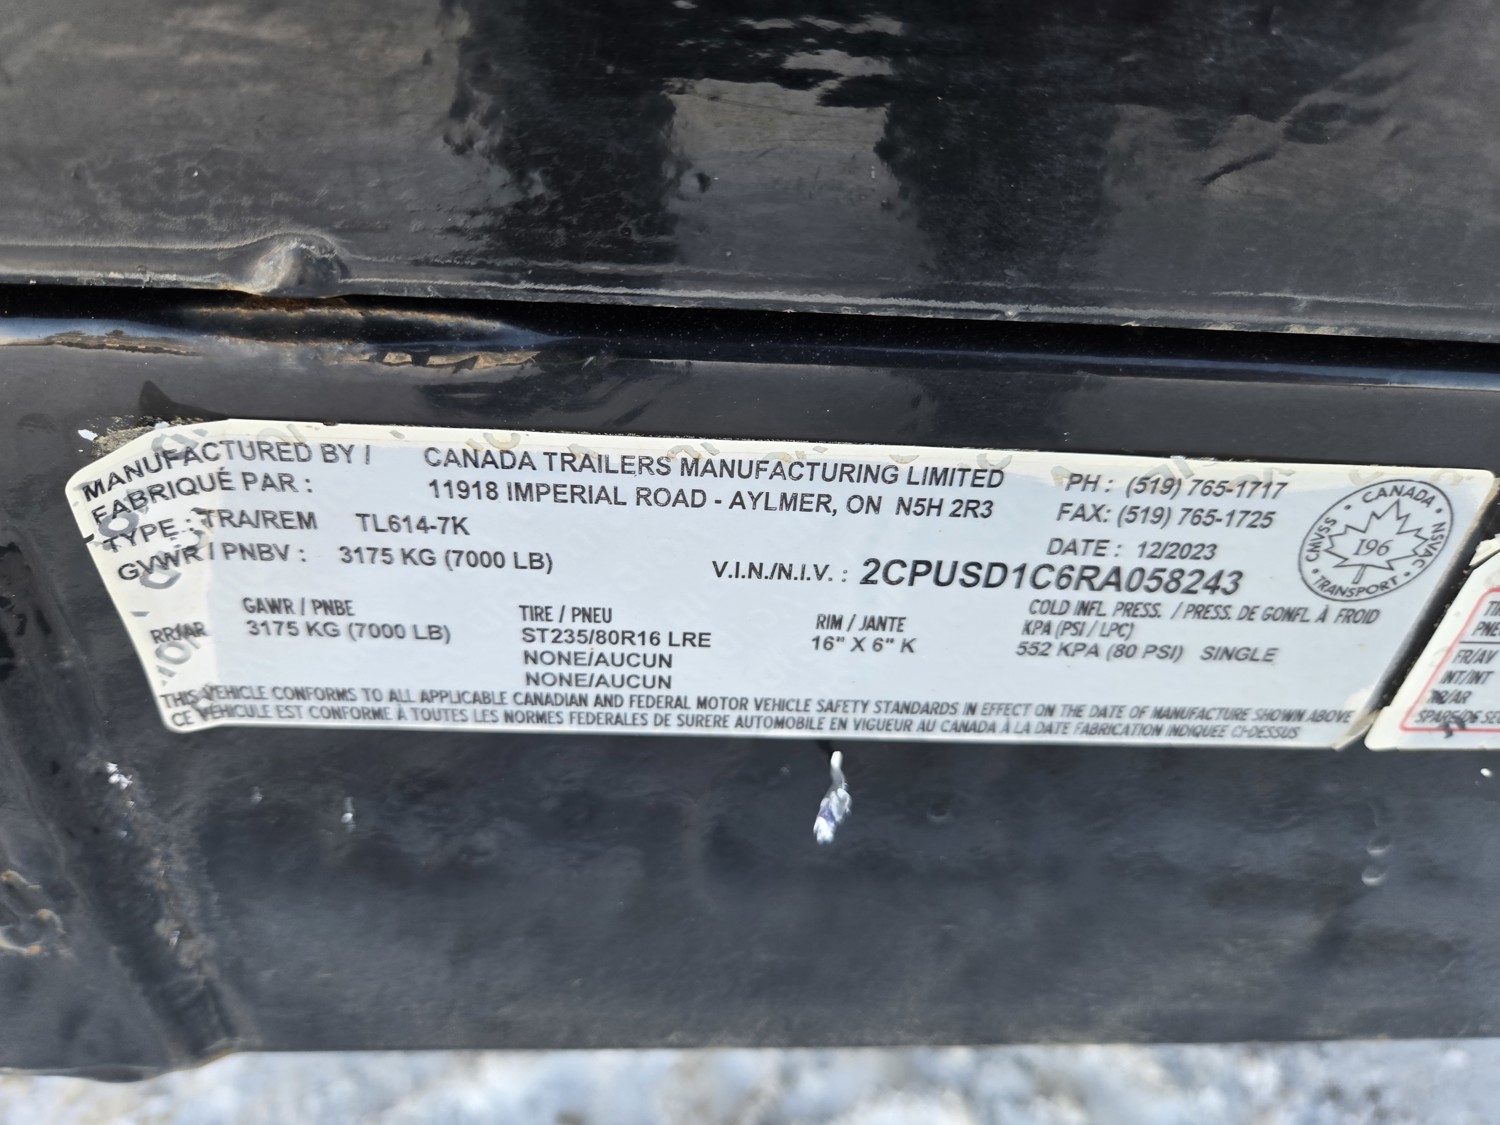 MANUFACTURED BY / CANADA TRAILERS MANUFACTURING LIMITED PH : (519) 765-1717
FABRIQUÉ PAR : 11918 IMPERIAL ROAD - AYLMER, ON N5H 2R3 FAX: (519) 765-1725
TYPE : TRA/REM TL614-7K DATE : 12/2023
GVWR / PNBV : 3175 KG (7000 LB) V.I.N./N.I.V. : 2CPUSD1C6RA058243
CANADA
CMVSS NSVAC
196
TRANSPORT
GAWR / PNBE TIRE / PNEU RIM / JANTE COLD INFL. PRESS. / PRESS. DE GONFL. À FROID
KPA (PSI / LPC)
RR/AR 3175 KG (7000 LB) ST235/80R16 LRE 16" X 6" K 552 KPA (80 PSI) SINGLE
NONE/AUCUN
NONE/AUCUN
THIS VEHICLE CONFORMS TO ALL APPLICABLE CANADIAN AND FEDERAL MOTOR VEHICLE SAFETY STANDARDS IN EFFECT ON THE DATE OF MANUFACTURE SHOWN ABOVE
CE VEHICULE EST CONFORME À TOUTES LES NORMES FEDERALES DE SURERE AUTOMOBILE EN VIGUEUR AU CANADA À LA DATE FABRICATION INDIQUEE CI-DESSUS
FR/AV
INT/INT
RR/AR